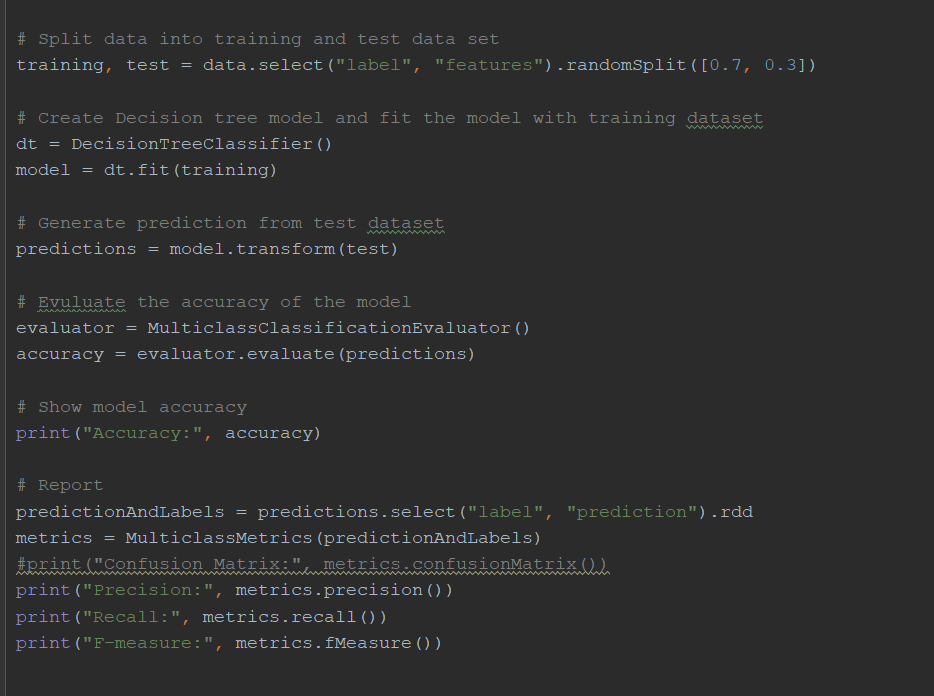 # Split data into training and test data set
training, test = data.select("label", "features").randomSplit([0.7, 0.3])
# Create Decision tree model and fit the model with training dataset
dt = DecisionTreeClassifier()
model = dt.fit(training)
# Generate prediction from test dataset
predictions = model.transform(test)
# Evuluate the accuracy of the model
evaluator = MulticlassClassificationEvaluator()
accuracy = evaluator.evaluate(predictions)
# Show model accuracy
print("Accuracy:", accuracy)
# Report
predictionAndLabels = predictions.select("label", "prediction").rdd
metrics = MulticlassMetrics(predictionAndLabels)
#print("Confusion Matrix:", metrics.confusionMatrix())
print("Precision:", metrics.precision())
print("Recall:", metrics.recall())
print("F-measure:", metrics.fMeasure())